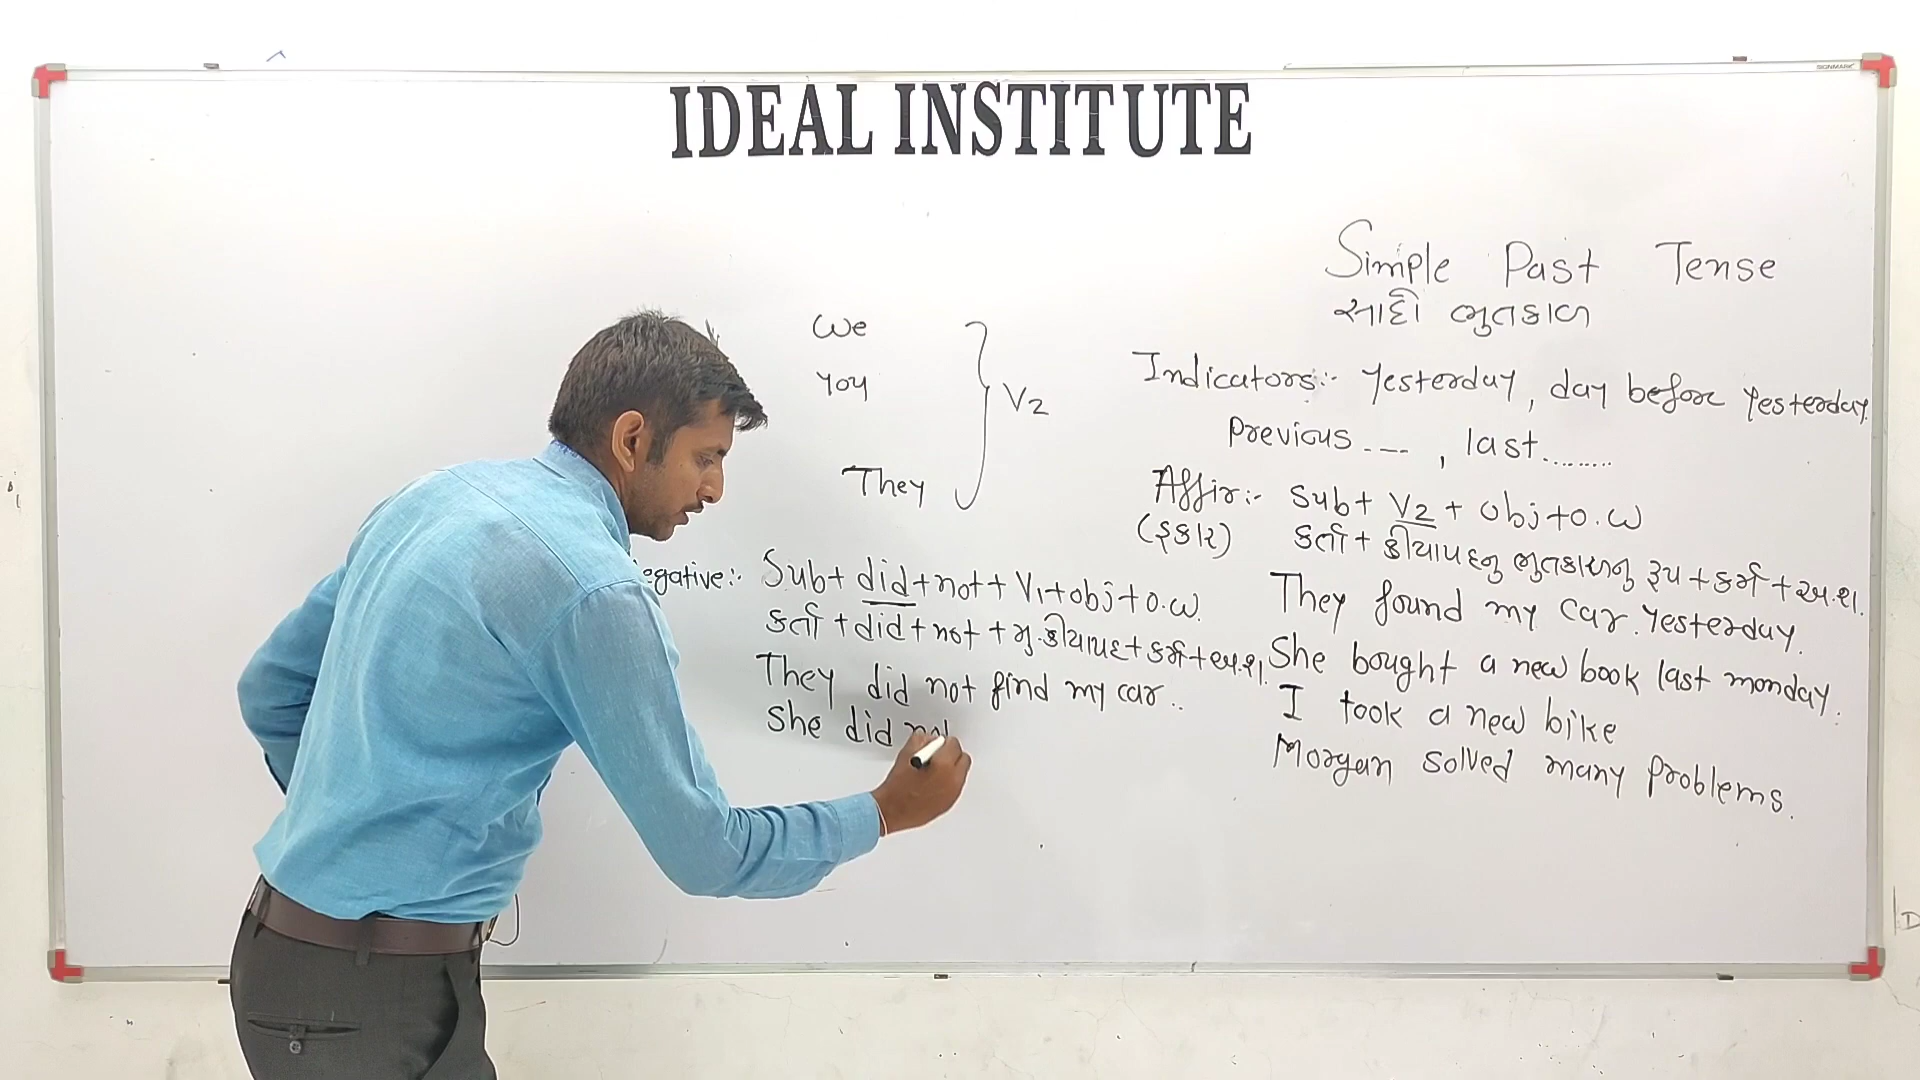 IDEAL INSTITUTE
SIGNMARK
Simple Past Tense
સાદી ભુતકાળ
Indicators:- Yesterday, day before yesterday.
Previous ---- , last........
Affir:- Sub + V2 + obj + o.w
(હકાર) કર્તા + ક્રીયાપદનુ ભુતકાળનુ રૂપ + કર્મ + અ.શ.
They found my car. Yesterday.
She bought a new book last monday.
I took a new bike
Morgan solved many problems.
We
You
They
V2
egative:- Sub + did + not + V1 + obj + o.w.
કર્તા + did + not + મુ.ક્રીયાપદ + કર્મ + અ.શ.
They did not find my car..
She did
D